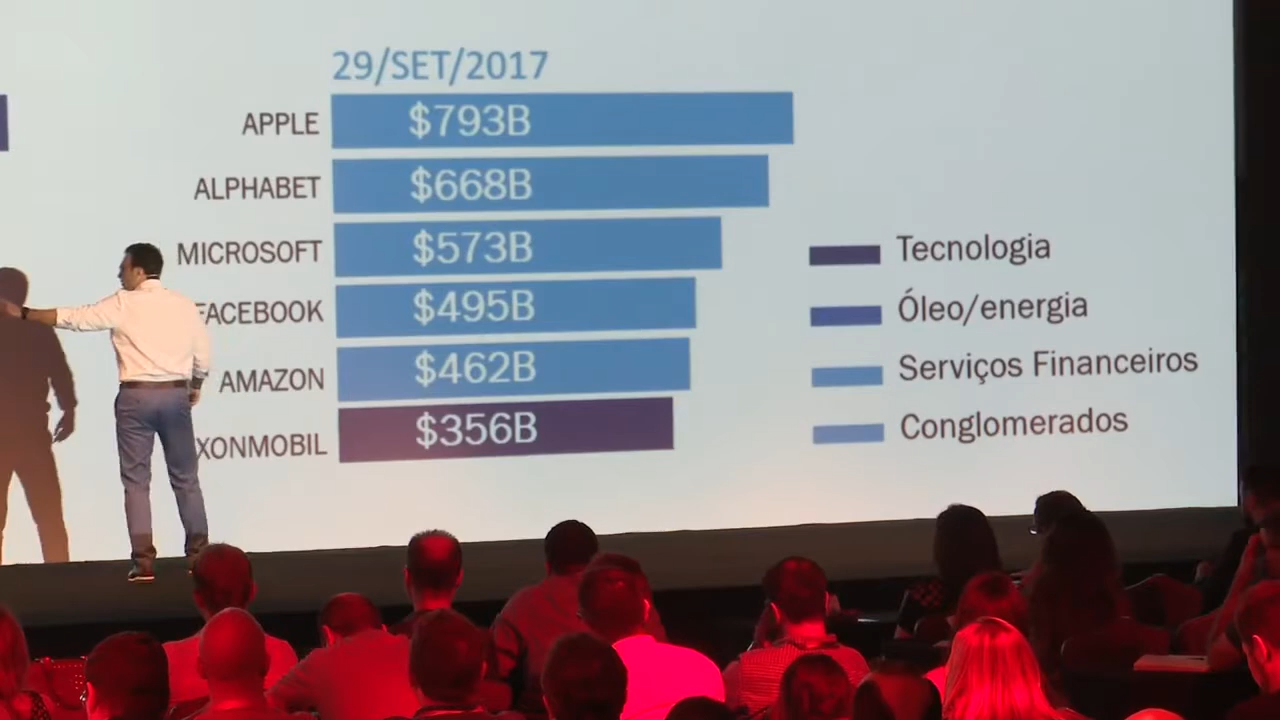 29/SET/2017
APPLE $793B
ALPHABET $668B
MICROSOFT $573B
FACEBOOK $495B
AMAZON $462B
XONMOBIL $356B
Tecnologia
Óleo/energia
Serviços Financeiros
Conglomerados